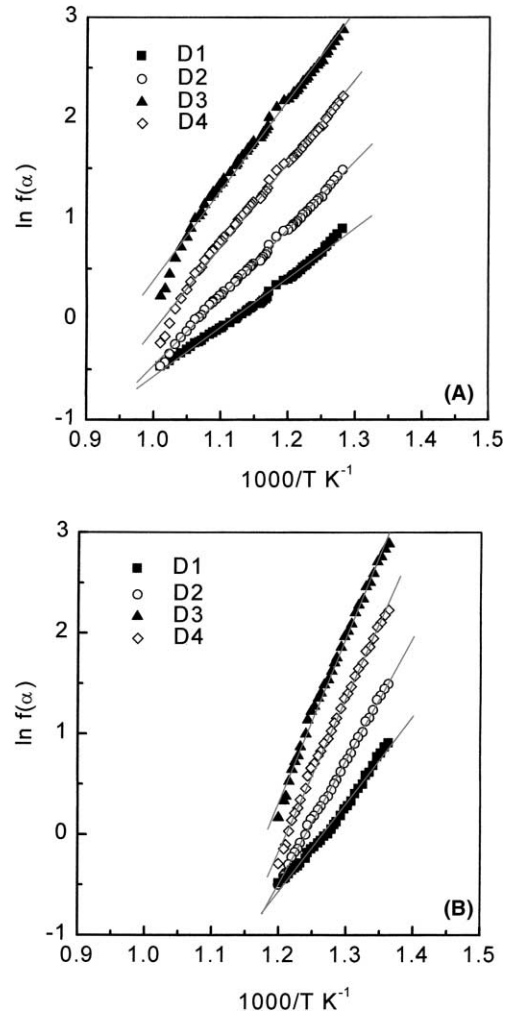 3
2
1
0
-1
D1
D2
D3
D4
ln f(α)
(A)
0.9 1.0 1.1 1.2 1.3 1.4 1.5
1000/T K⁻¹
3
2
1
0
-1
D1
D2
D3
D4
ln f(α)
(B)
0.9 1.0 1.1 1.2 1.3 1.4 1.5
1000/T K⁻¹